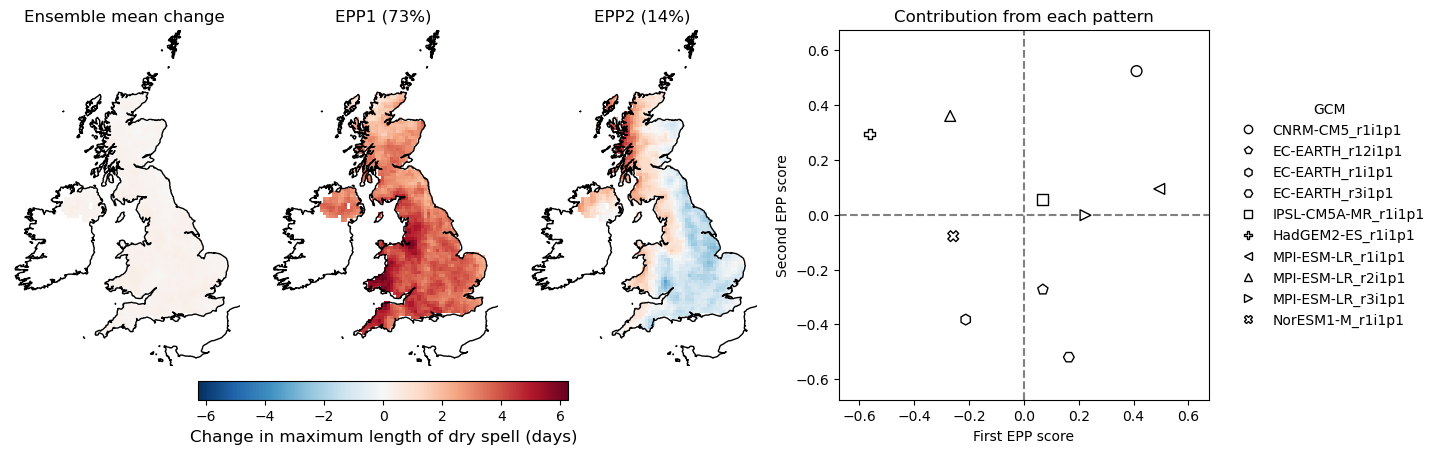 Ensemble mean change
EPP1 (73%)
EPP2 (14%)
−6 −4 −2 0 2 4 6
Change in maximum length of dry spell (days)
Contribution from each pattern
Second EPP score
0.6
0.4
0.2
0.0
−0.2
−0.4
−0.6
−0.6 −0.4 −0.2 0.0 0.2 0.4 0.6
First EPP score
GCM
CNRM-CM5_r1i1p1
EC-EARTH_r12i1p1
EC-EARTH_r1i1p1
EC-EARTH_r3i1p1
IPSL-CM5A-MR_r1i1p1
HadGEM2-ES_r1i1p1
MPI-ESM-LR_r1i1p1
MPI-ESM-LR_r2i1p1
MPI-ESM-LR_r3i1p1
NorESM1-M_r1i1p1